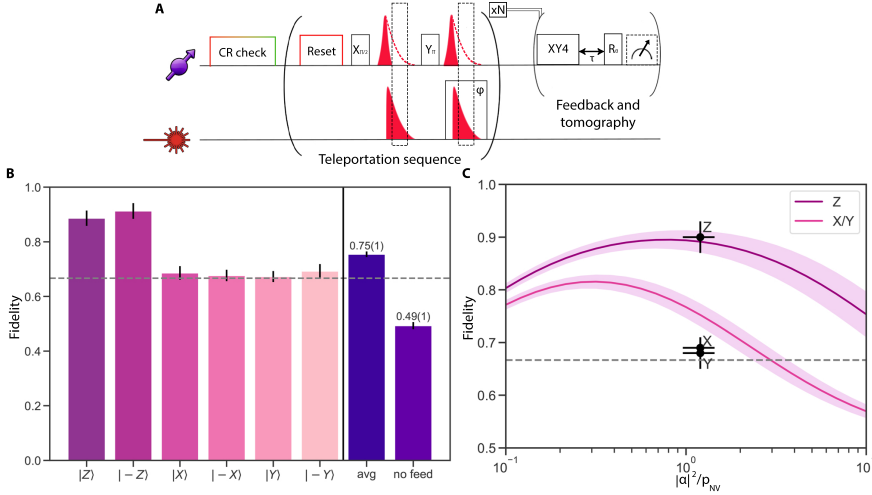 A
xN
CR check
Reset
Xπ/2
Yπ
XY4
τ
Rα
φ
Feedback and
tomography
Teleportation sequence
B
Fidelity
1.0
0.8
0.6
0.4
0.2
0.0
0.75(1)
0.49(1)
|Z⟩
|−Z⟩
|X⟩
|−X⟩
|Y⟩
|−Y⟩
avg
no feed
C
Fidelity
1.0
0.9
0.8
0.7
0.6
0.5
Z
X/Y
Z
X
Y
10⁻¹
10⁰
10
|α|²/pNV